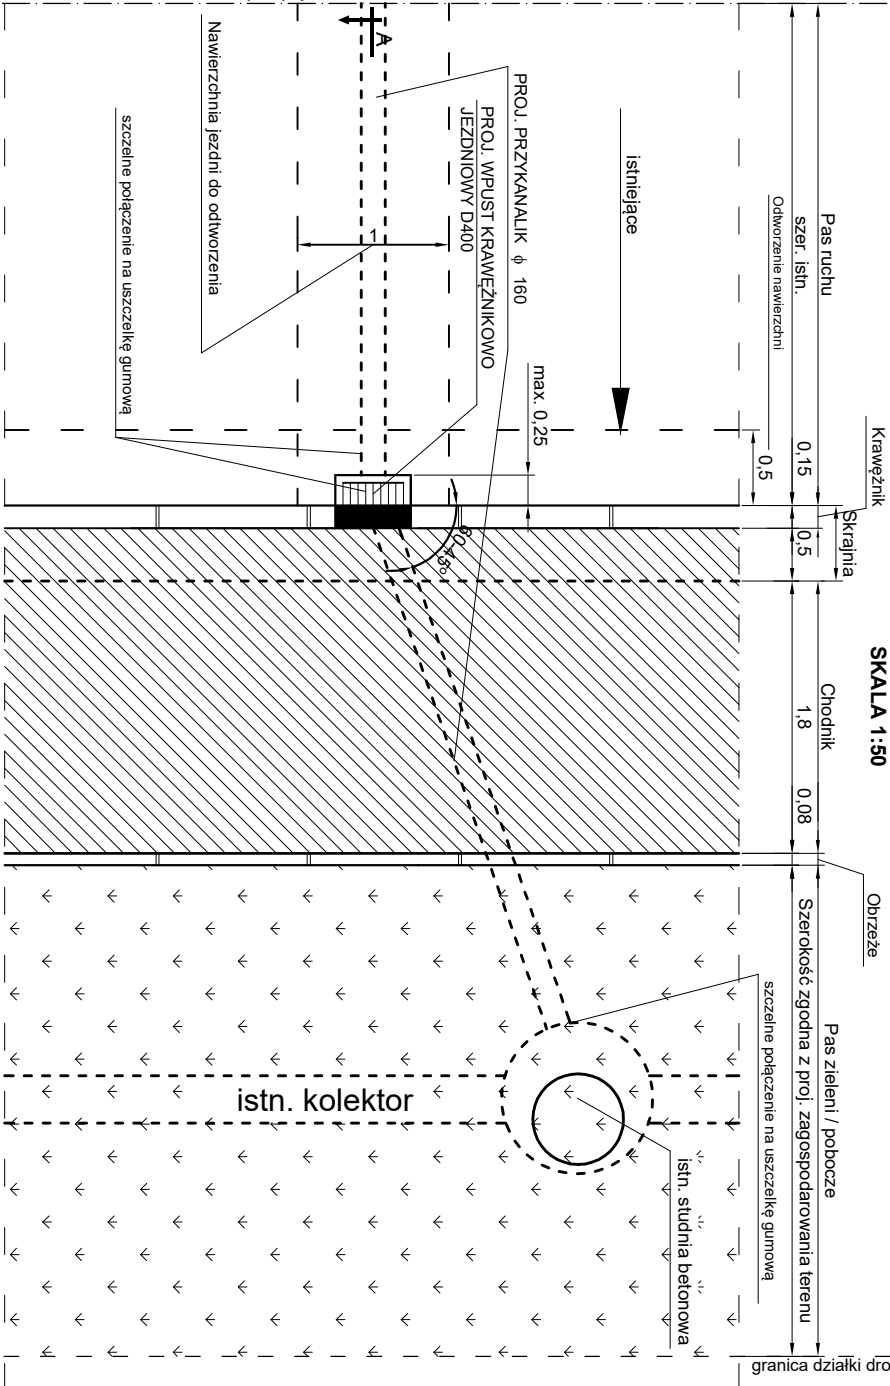 SKALA 1:50
Krawężnik
Skrajnia
Obrzeże
Pas ruchu
szer. istn.
0,15
0,5
Chodnik
1,8
0,08
Pas zieleni / pobocze
Szerokość zgodna z proj. zagospodarowania terenu
Odtworzenie nawierzchni
0,5
istniejące
max. 0,25
PROJ. PRZYKANALIK ϕ 160
PROJ. WPUST KRAWĘŻNIKOWO
JEZDNIOWY D400
60-45°
A
1
Nawierzchnia jezdni do odtworzenia
szczelne połączenie na uszczelkę gumową
szczelne połączenie na uszczelkę gumową
istn. studnia betonowa
istn. kolektor
granica działki dro